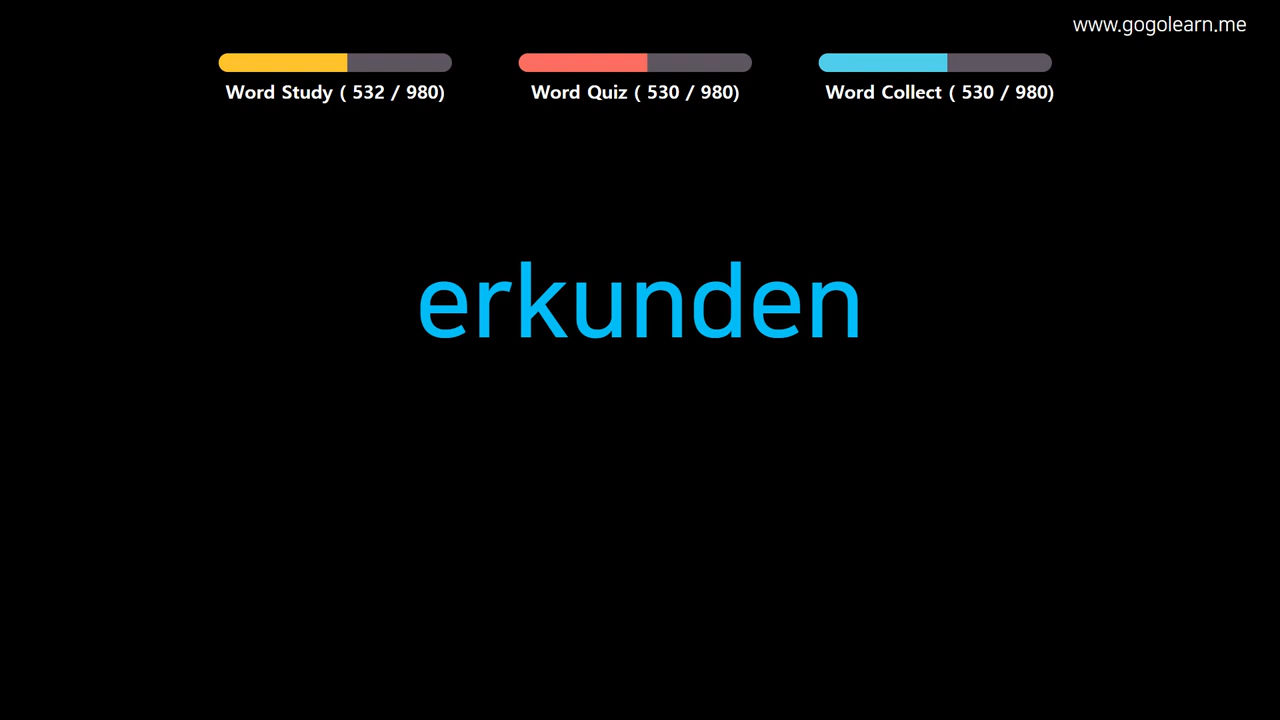 www.gogolearn.me
Word Study ( 532 / 980)
Word Quiz ( 530 / 980)
Word Collect ( 530 / 980)
erkunden